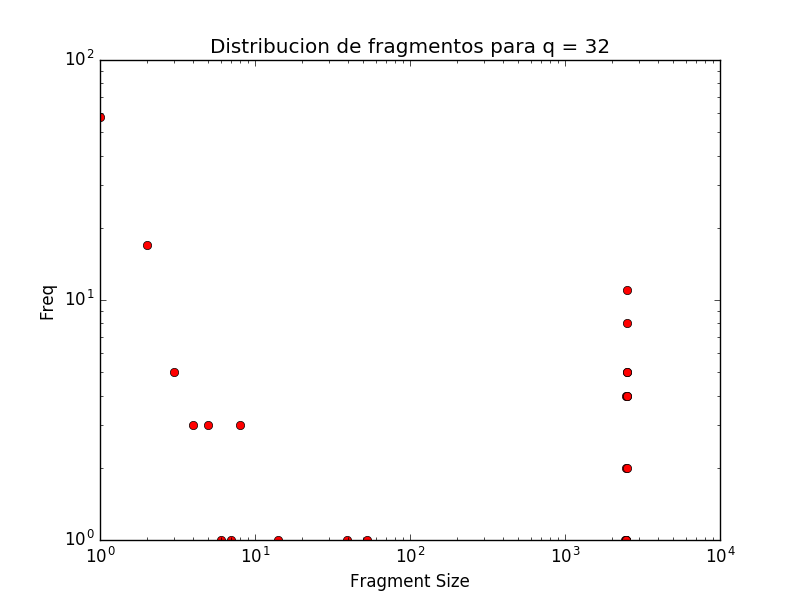 Distribucion de fragmentos para q = 32
10^2
10^1
10^0
Freq
10^0 10^1 10^2 10^3 10^4
Fragment Size